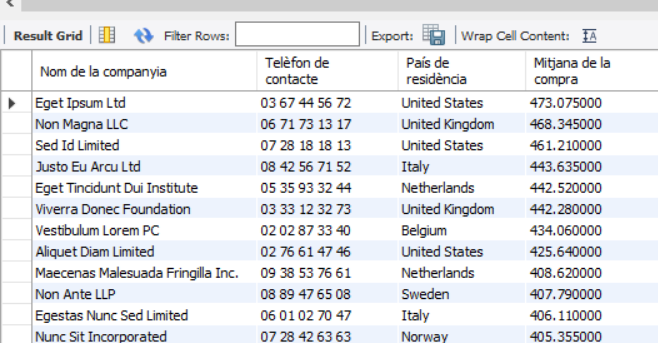 Result Grid Filter Rows: Export: Wrap Cell Content:
Nom de la companyia Telèfon de contacte País de residència Mitjana de la compra
Eget Ipsum Ltd 03 67 44 56 72 United States 473.075000
Non Magna LLC 06 71 73 13 17 United Kingdom 468.345000
Sed Id Limited 07 28 18 18 13 United States 461.210000
Justo Eu Arcu Ltd 08 42 56 71 52 Italy 443.635000
Eget Tincidunt Dui Institute 05 35 93 32 44 Netherlands 442.520000
Viverra Donec Foundation 03 33 12 32 73 United Kingdom 442.280000
Vestibulum Lorem PC 02 02 87 33 40 Belgium 434.060000
Aliquet Diam Limited 02 76 61 47 46 United States 425.640000
Maecenas Malesuada Fringilla Inc. 09 38 53 76 61 Netherlands 408.620000
Non Ante LLP 08 89 47 65 08 Sweden 407.790000
Egestas Nunc Sed Limited 06 01 02 70 47 Italy 406.110000
Nunc Sit Incorporated 07 28 42 63 63 Norway 405.355000